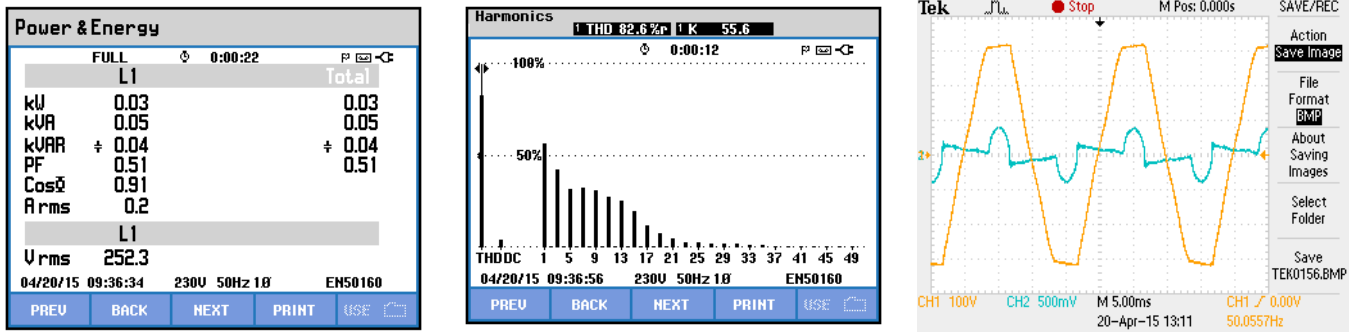 Power & Energy
FULL 0:00:22
L1 Total
kW 0.03 0.03
kVA 0.05 0.05
kVAR ÷ 0.04 ÷ 0.04
PF 0.51 0.51
CosΦ 0.91
A rms 0.2
L1
V rms 252.3
04/20/15 09:36:34 230V 50Hz 1Ø EN50160
PREV BACK NEXT PRINT USE
Harmonics
1 THD 82.6%r 1 K 55.6
0:00:12
100%
50%
THDDC 1 5 9 13 17 21 25 29 33 37 41 45 49
04/20/15 09:36:56 230V 50Hz 1Ø EN50160
PREV BACK NEXT PRINT USE
Tek Stop M Pos: 0.000s SAVE/REC
Action
Save Image
File
Format
BMP
About
Saving
Images
Select
Folder
Save
TEK0156.BMP
2
CH1 100V CH2 500mV M 5.00ms CH1 0.00V
20-Apr-15 13:11 50.0557Hz